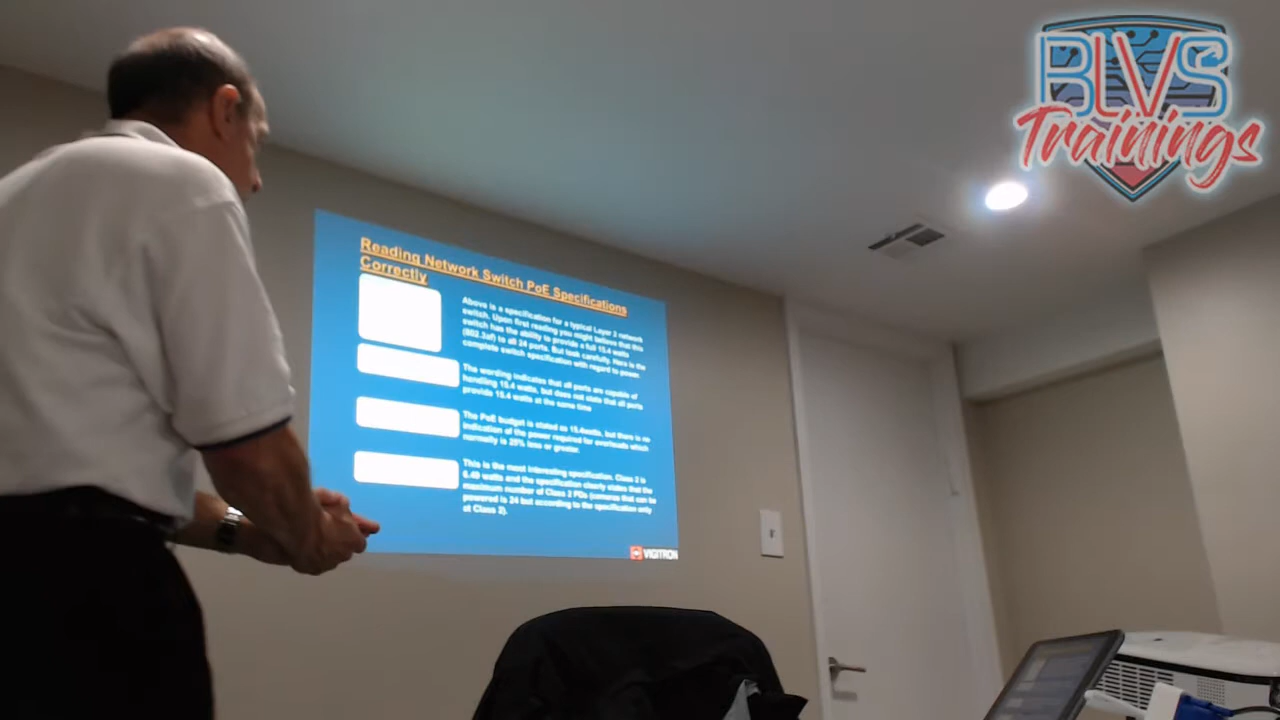 BLVS
Trainings
Reading Network Switch PoE Specifications
Correctly
Above is a specification for a typical Layer 2 network
switch. Upon first reading you might believe that this
switch has the ability to provide a full 15.4 watts
(802.3af) to all 24 ports. But look carefully. Here is the
complete switch specification with regard to power
The wording indicates that all ports are capable of
handling 15.4 watts, but does not state that all ports
provide 15.4 watts at the same time
The PoE budget is stated as 15.4watts, but there is no
indication of the power required for overheads which
normally is 25% less or greater.
This is the most interesting specification. Class 2 is
6.49 watts and the specification clearly states that the
maximum number of Class 2 PDs (cameras that can be
powered is 24 but according to the specification only
at Class 2).
VIGITRON